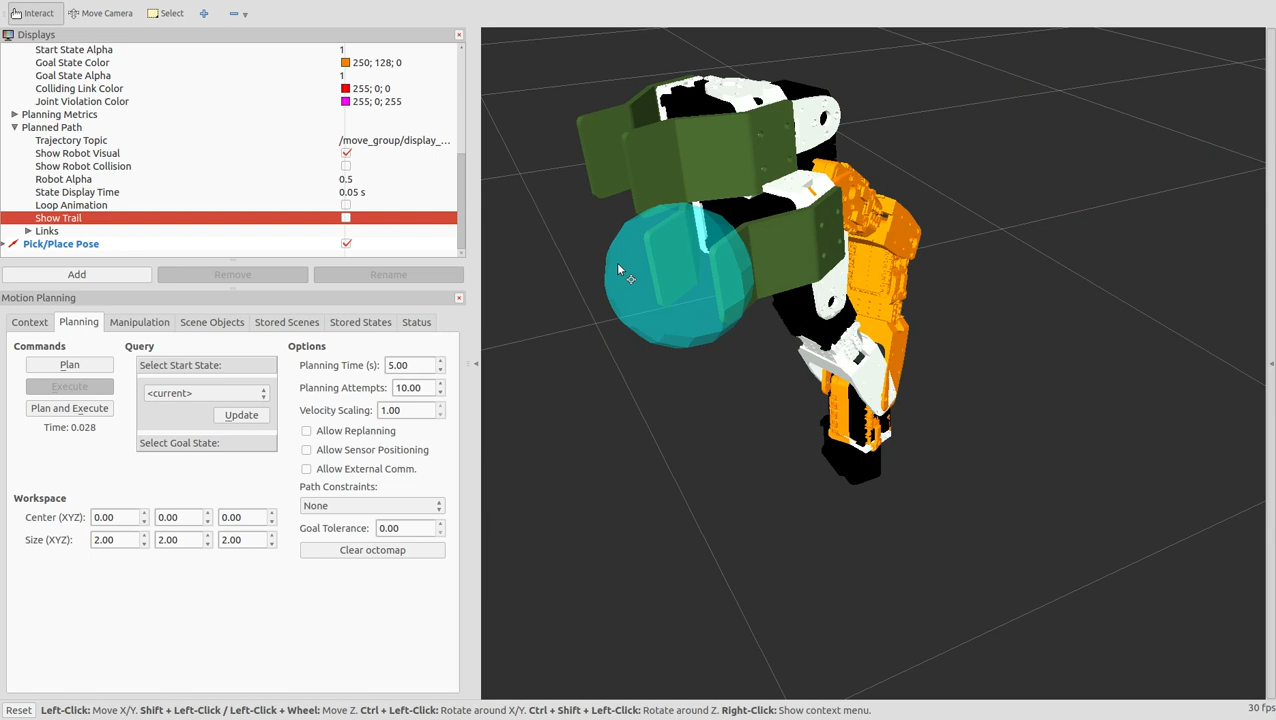 Interact Move Camera Select
Displays
Start State Alpha 1
Goal State Color 250; 128; 0
Goal State Alpha 1
Colliding Link Color 255; 0; 0
Joint Violation Color 255; 0; 255
Planning Metrics
Planned Path
Trajectory Topic /move_group/display_...
Show Robot Visual
Show Robot Collision
Robot Alpha 0.5
State Display Time 0.05 s
Loop Animation
Show Trail
Links
Pick/Place Pose
Add Remove Rename
Motion Planning
Context Planning Manipulation Scene Objects Stored Scenes Stored States Status
Commands Query Options
Plan Select Start State: Planning Time (s): 5.00
Execute <current> Planning Attempts: 10.00
Plan and Execute Update Velocity Scaling: 1.00
Time: 0.028 Select Goal State: Allow Replanning
Allow Sensor Positioning
Allow External Comm.
Path Constraints:
Workspace None
Center (XYZ): 0.00 0.00 0.00 Goal Tolerance: 0.00
Size (XYZ): 2.00 2.00 2.00 Clear octomap
Reset Left-Click: Move X/Y. Shift + Left-Click / Left-Click + Wheel: Move Z. Ctrl + Left-Click: Rotate around X/Y. Ctrl + Shift + Left-Click: Rotate around Z. Right-Click: Show context menu. 30 fps